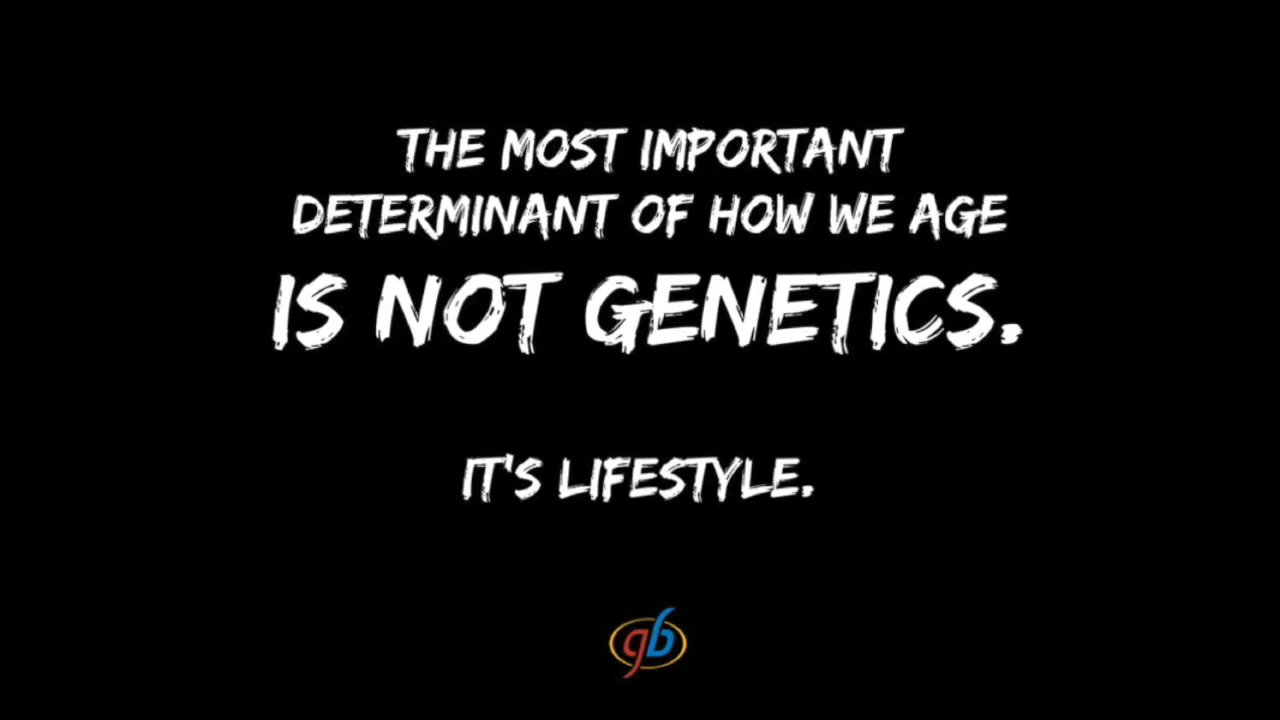 THE MOST IMPORTANT
DETERMINANT OF HOW WE AGE
IS NOT GENETICS.
IT'S LIFESTYLE.
gb